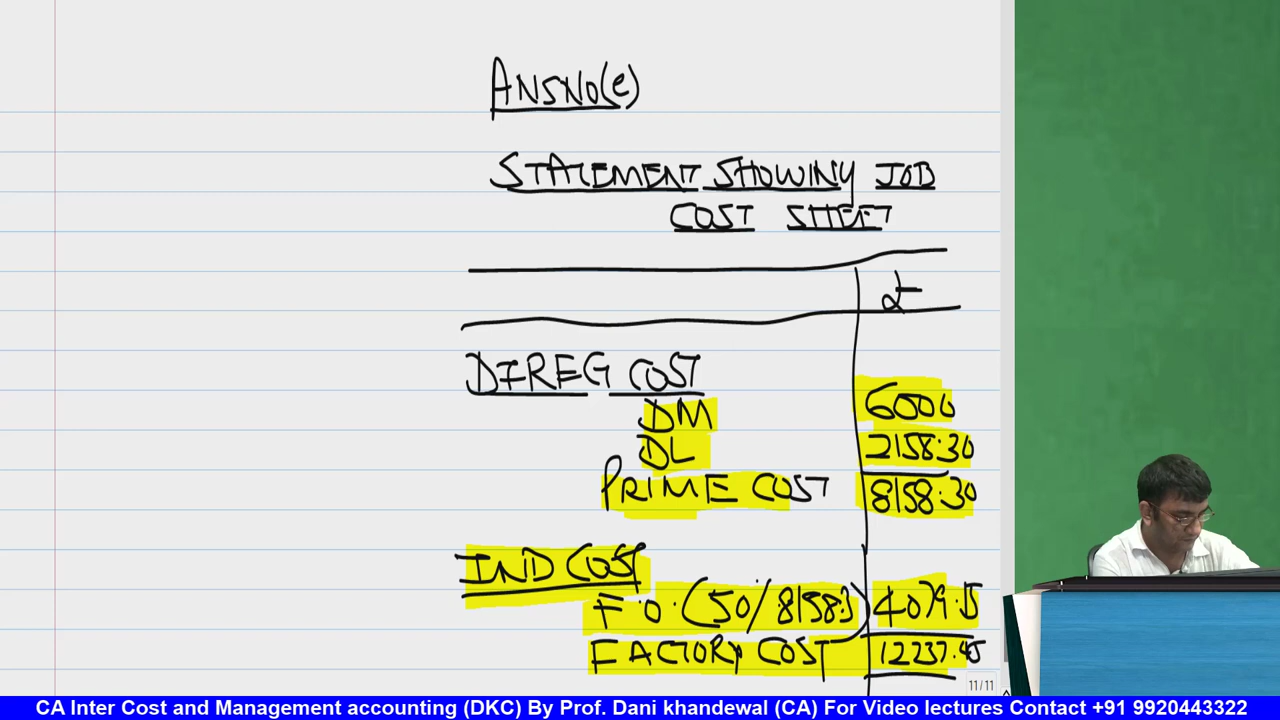 ANSNO(e)
STATEMENT SHOWING JOB
COST SHEET
₹
DIREC COST
DM 6000
DL 2158.30
PRIME COST 8158.30
IND COST
F.O. (50/8158.3) 4079.15
FACTORY COST 12237.45
11/11
CA Inter Cost and Management accounting (DKC) By Prof. Dani khandewal (CA) For Video lectures Contact +91 9920443322